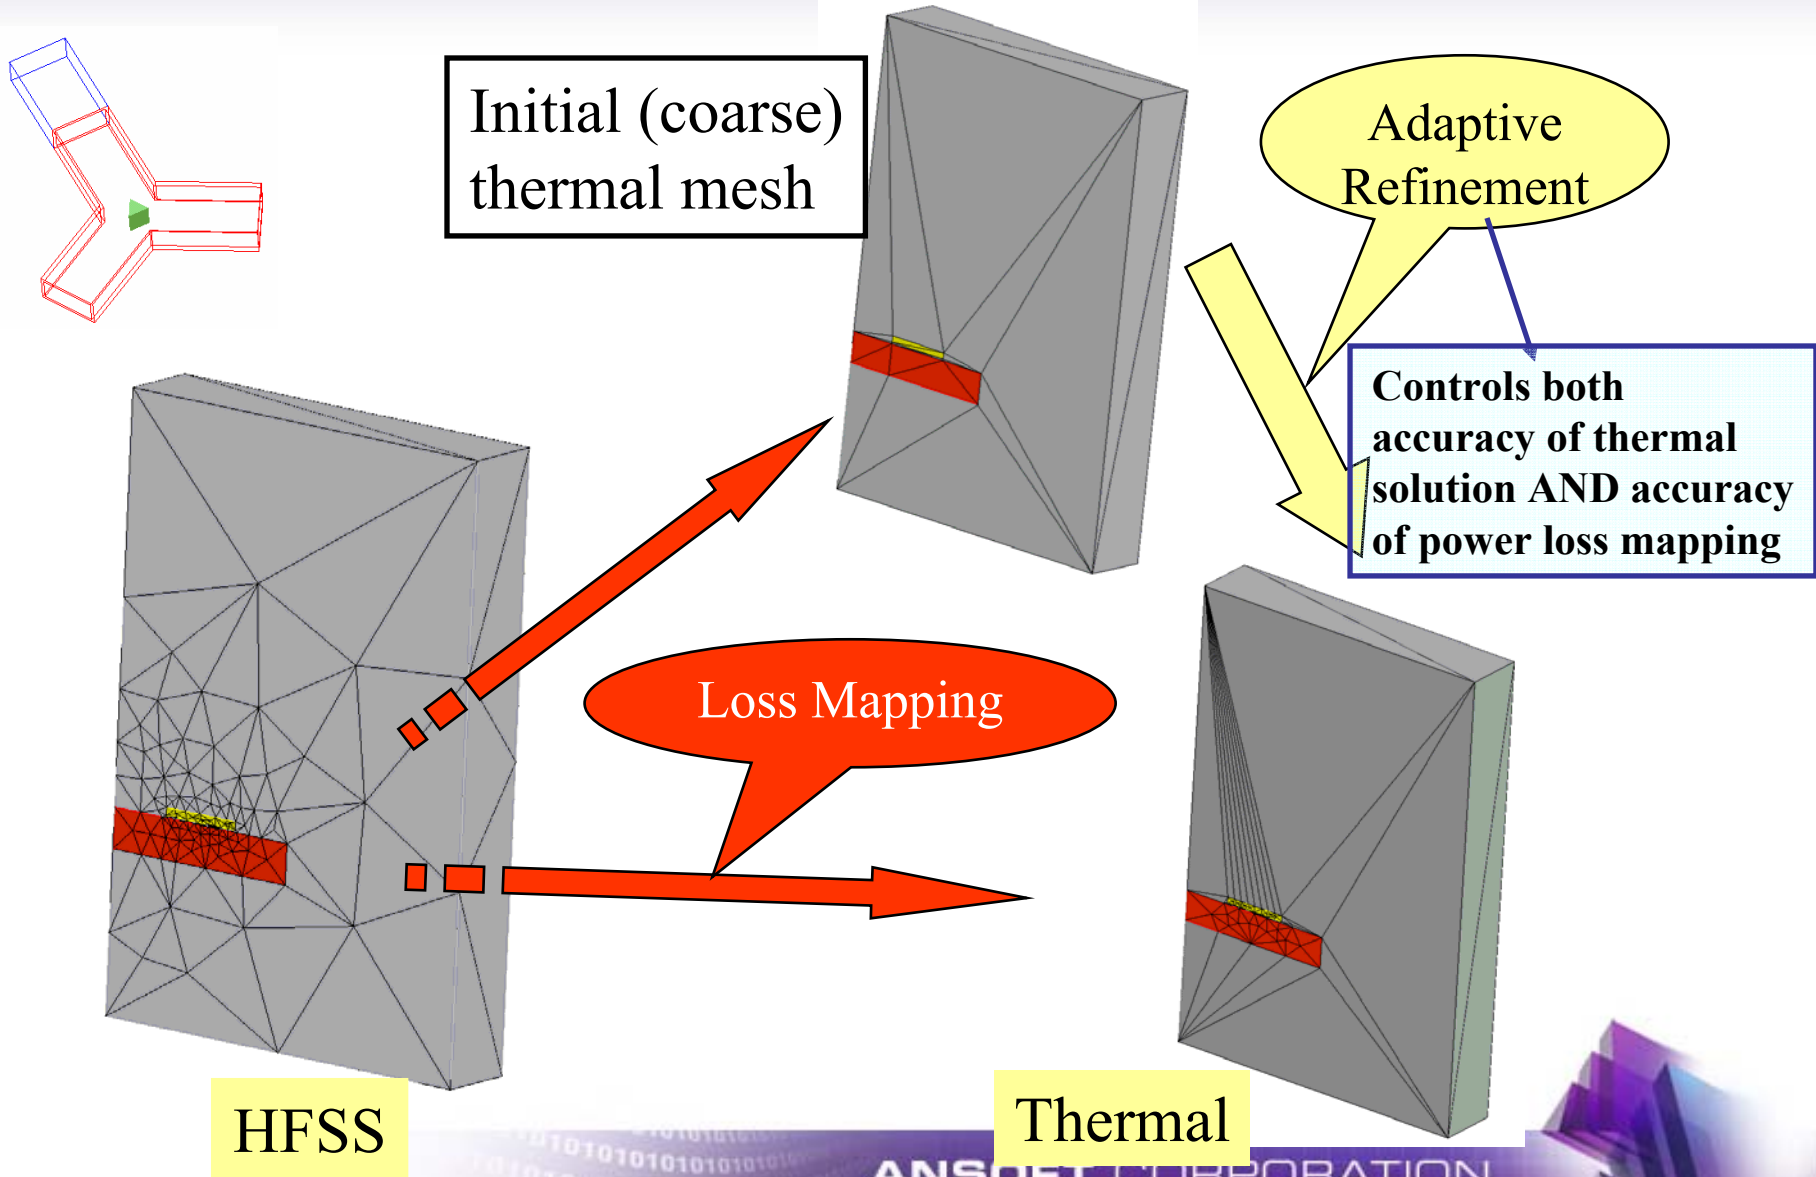 Initial (coarse)
thermal mesh
Adaptive
Refinement
Controls both
accuracy of thermal
solution AND accuracy
of power loss mapping
Loss Mapping
HFSS
Thermal
CORPORATION